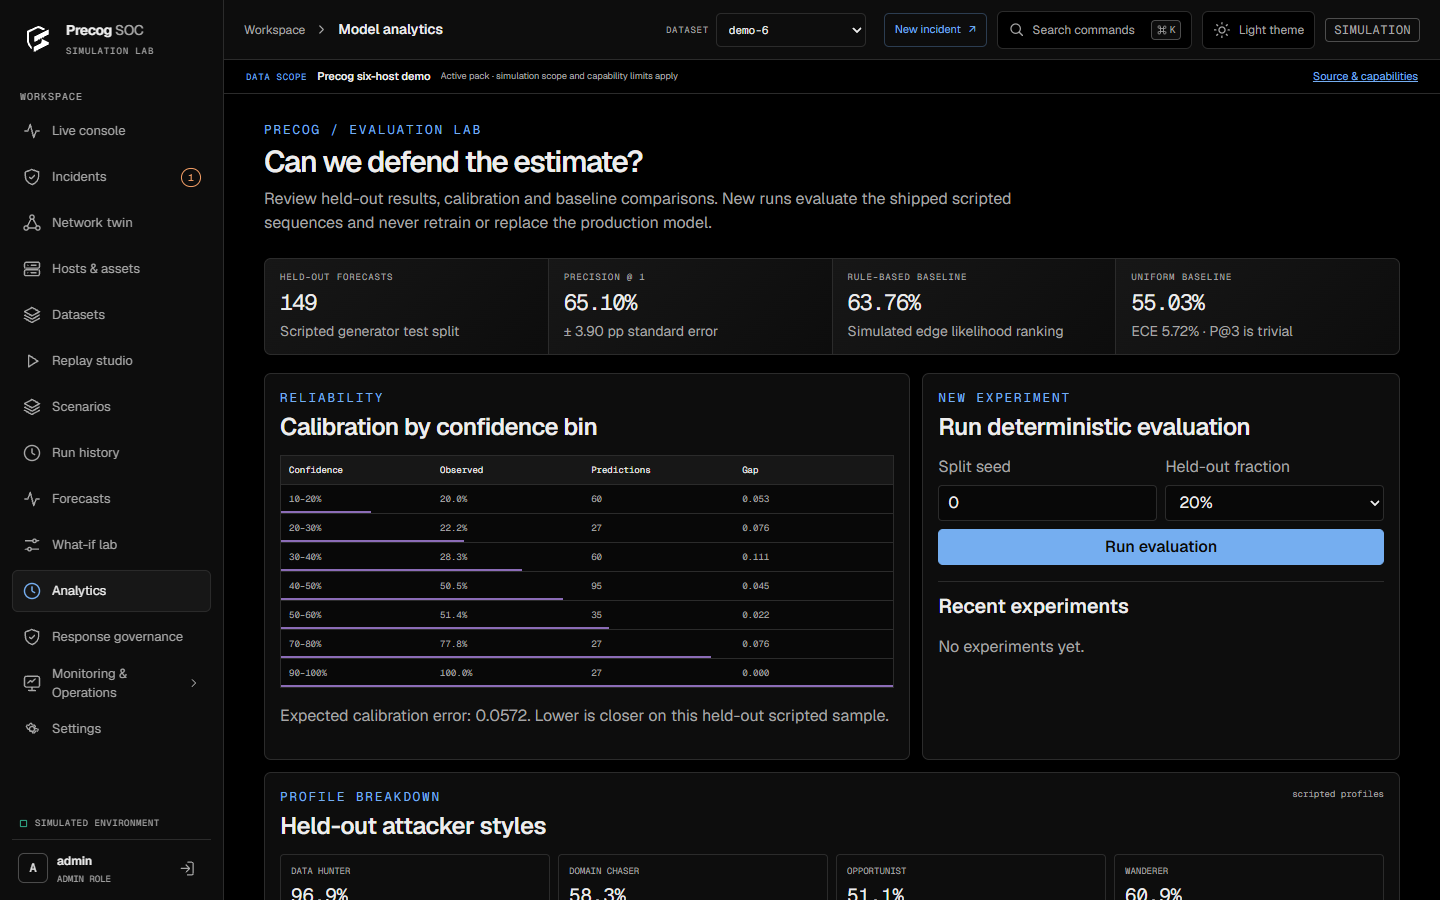 Precog SOC
SIMULATION LAB
WORKSPACE
Live console
Incidents
1
Network twin
Hosts & assets
Datasets
Replay studio
Scenarios
Run history
Forecasts
What-if lab
Analytics
Response governance
Monitoring &
Operations
Settings
SIMULATED ENVIRONMENT
A
admin
ADMIN ROLE
Workspace
Model analytics
DATASET
demo-6
New incident
Search commands
⌘ K
Light theme
SIMULATION
DATA SCOPE
Precog six-host demo
Active pack · simulation scope and capability limits apply
Source & capabilities
PRECOG / EVALUATION LAB
Can we defend the estimate?
Review held-out results, calibration and baseline comparisons. New runs evaluate the shipped scripted
sequences and never retrain or replace the production model.
HELD-OUT FORECASTS
149
Scripted generator test split
PRECISION @ 1
65.10%
± 3.90 pp standard error
RULE-BASED BASELINE
63.76%
Simulated edge likelihood ranking
UNIFORM BASELINE
55.03%
ECE 5.72% · P@3 is trivial
RELIABILITY
Calibration by confidence bin
Confidence Observed Predictions Gap
10–20% 20.0% 60 0.053
20–30% 22.2% 27 0.076
30–40% 28.3% 60 0.111
40–50% 50.5% 95 0.045
50–60% 51.4% 35 0.022
70–80% 77.8% 27 0.076
90–100% 100.0% 27 0.000
Expected calibration error: 0.0572. Lower is closer on this held-out scripted sample.
NEW EXPERIMENT
Run deterministic evaluation
Split seed
0
Held-out fraction
20%
Run evaluation
Recent experiments
No experiments yet.
PROFILE BREAKDOWN
scripted profiles
Held-out attacker styles
DATA HUNTER
96.9%
DOMAIN CHASER
58.3%
OPPORTUNIST
51.1%
WANDERER
60.9%